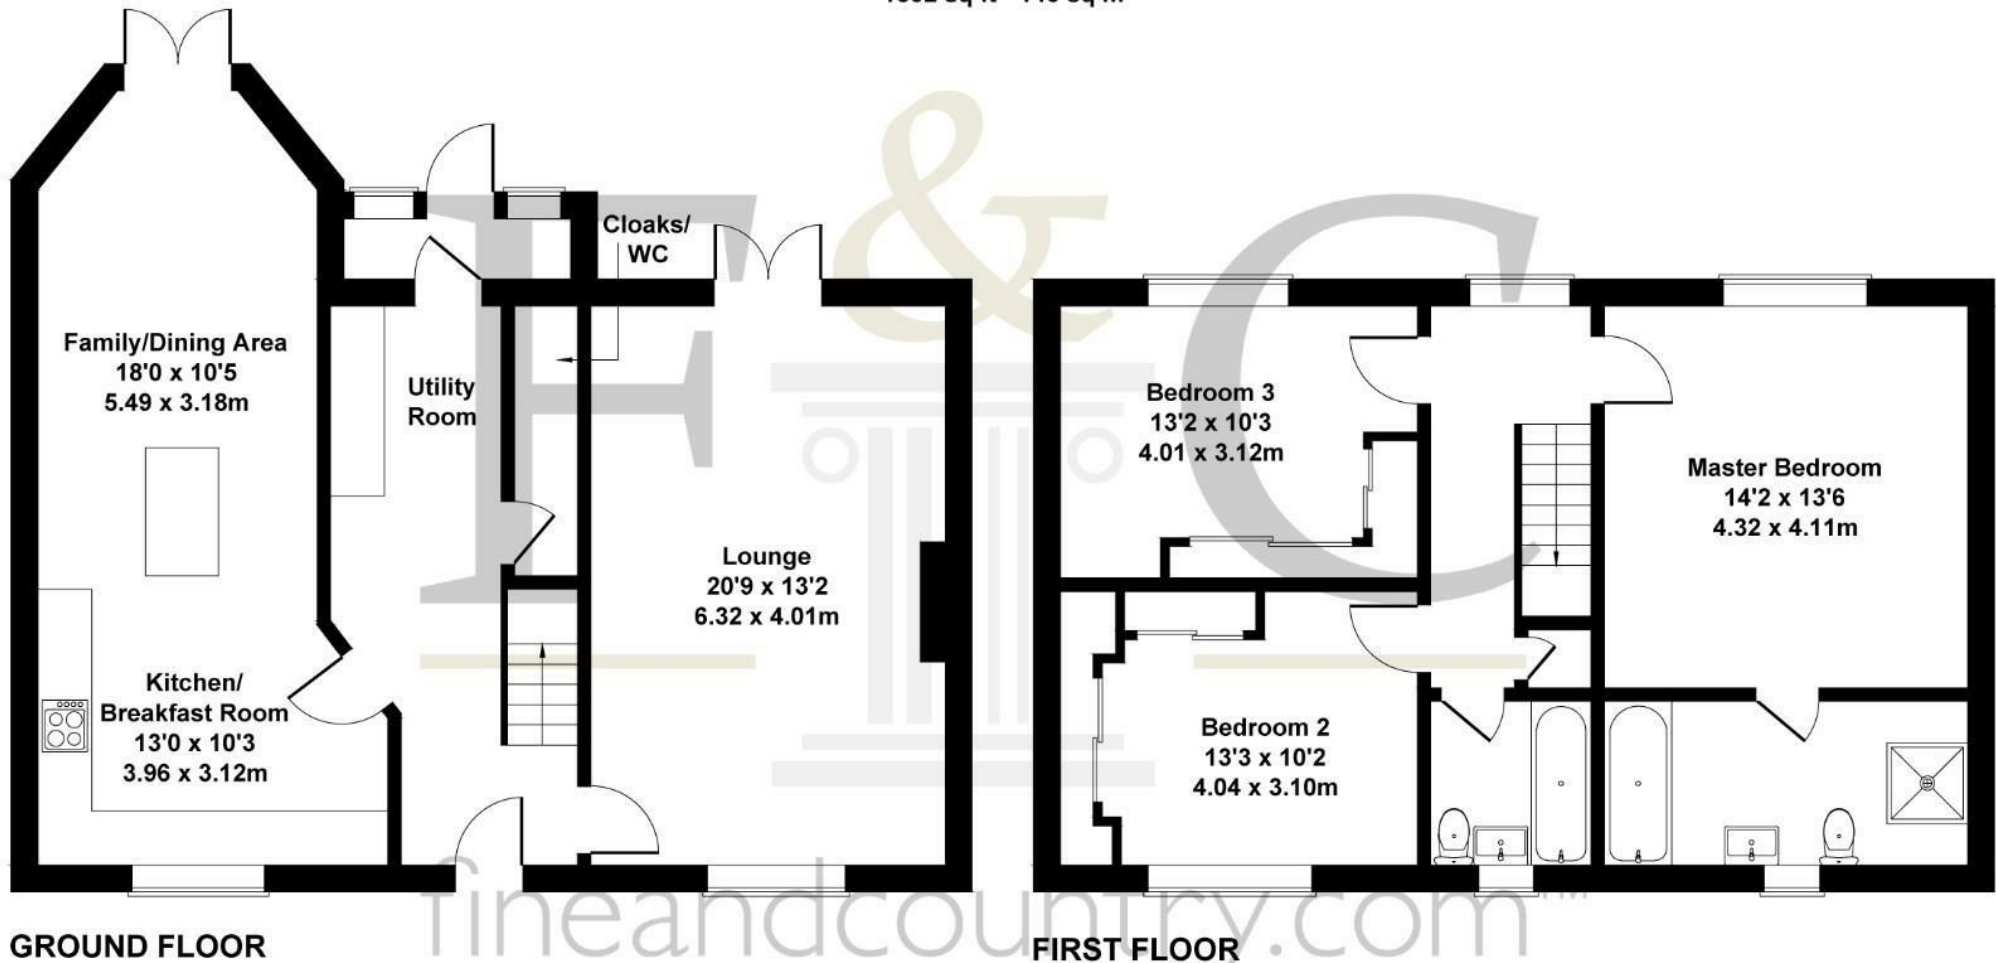 Cloaks/
WC
Family/Dining Area
18'0 x 10'5
5.49 x 3.18m
Utility
Room
Lounge
20'9 x 13'2
6.32 x 4.01m
Kitchen/
Breakfast Room
13'0 x 10'3
3.96 x 3.12m
GROUND FLOOR
Bedroom 3
13'2 x 10'3
4.01 x 3.12m
Master Bedroom
14'2 x 13'6
4.32 x 4.11m
Bedroom 2
13'3 x 10'2
4.04 x 3.10m
FIRST FLOOR
F&C
fineandcountry.com